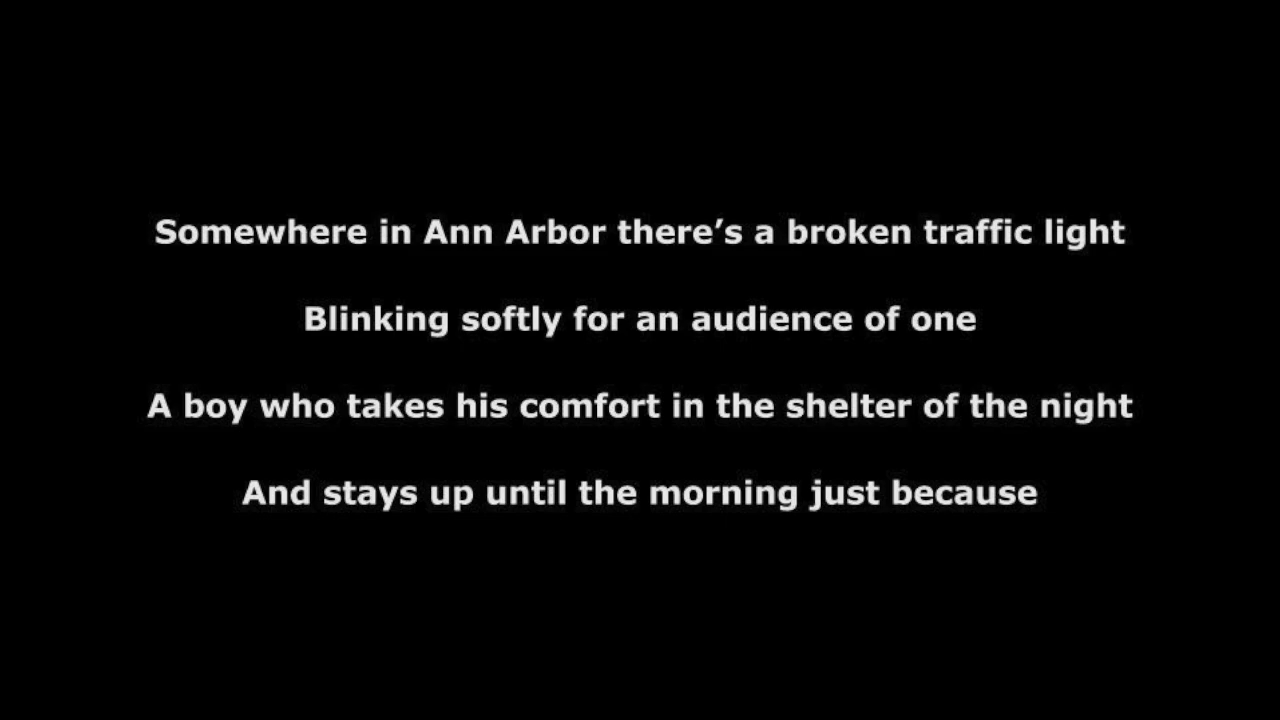 Somewhere in Ann Arbor there’s a broken traffic light
Blinking softly for an audience of one
A boy who takes his comfort in the shelter of the night
And stays up until the morning just because